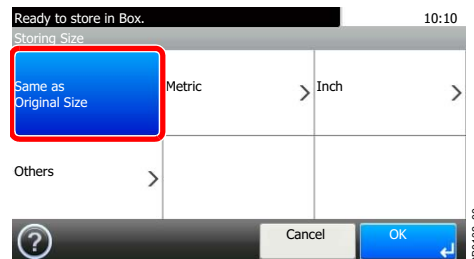 Ready to store in Box.
10:10
Storing Size
Same as
Original Size
Metric
Inch
Others
?
Cancel
OK